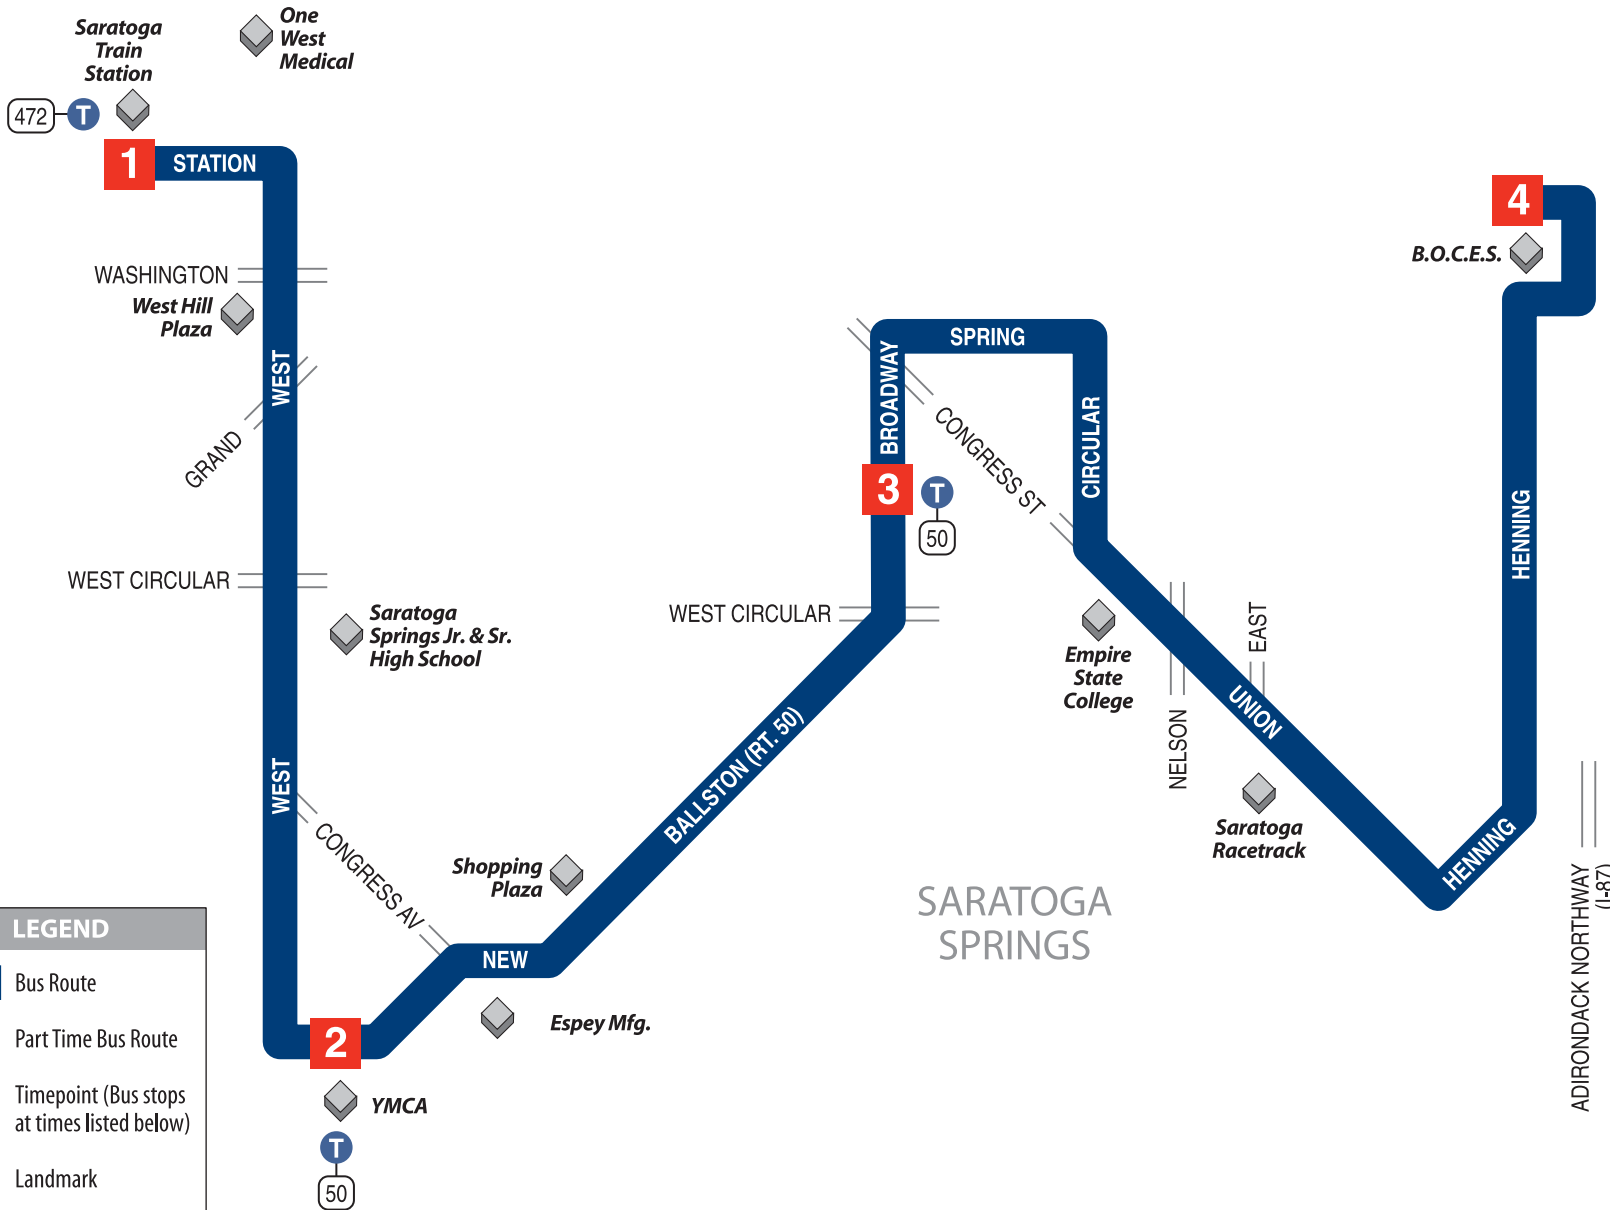 One
West
Medical
Saratoga
Train
Station
472
T
1
STATION
4
B.O.C.E.S.
WASHINGTON
West Hill
Plaza
WEST
GRAND
SPRING
BROADWAY
CONGRESS ST
CIRCULAR
3
T
50
HENNING
WEST CIRCULAR
Saratoga
Springs Jr. & Sr.
High School
WEST CIRCULAR
Empire
State
College
EAST
NELSON
UNION
WEST
BALLSTON (RT. 50)
Saratoga
Racetrack
CONGRESS AV
Shopping
Plaza
HENNING
ADIRONDACK NORTHWAY
(I-87)
SARATOGA
SPRINGS
NEW
Espey Mfg.
2
YMCA
T
50
LEGEND
Bus Route
Part Time Bus Route
Timepoint (Bus stops
at times listed below)
Landmark